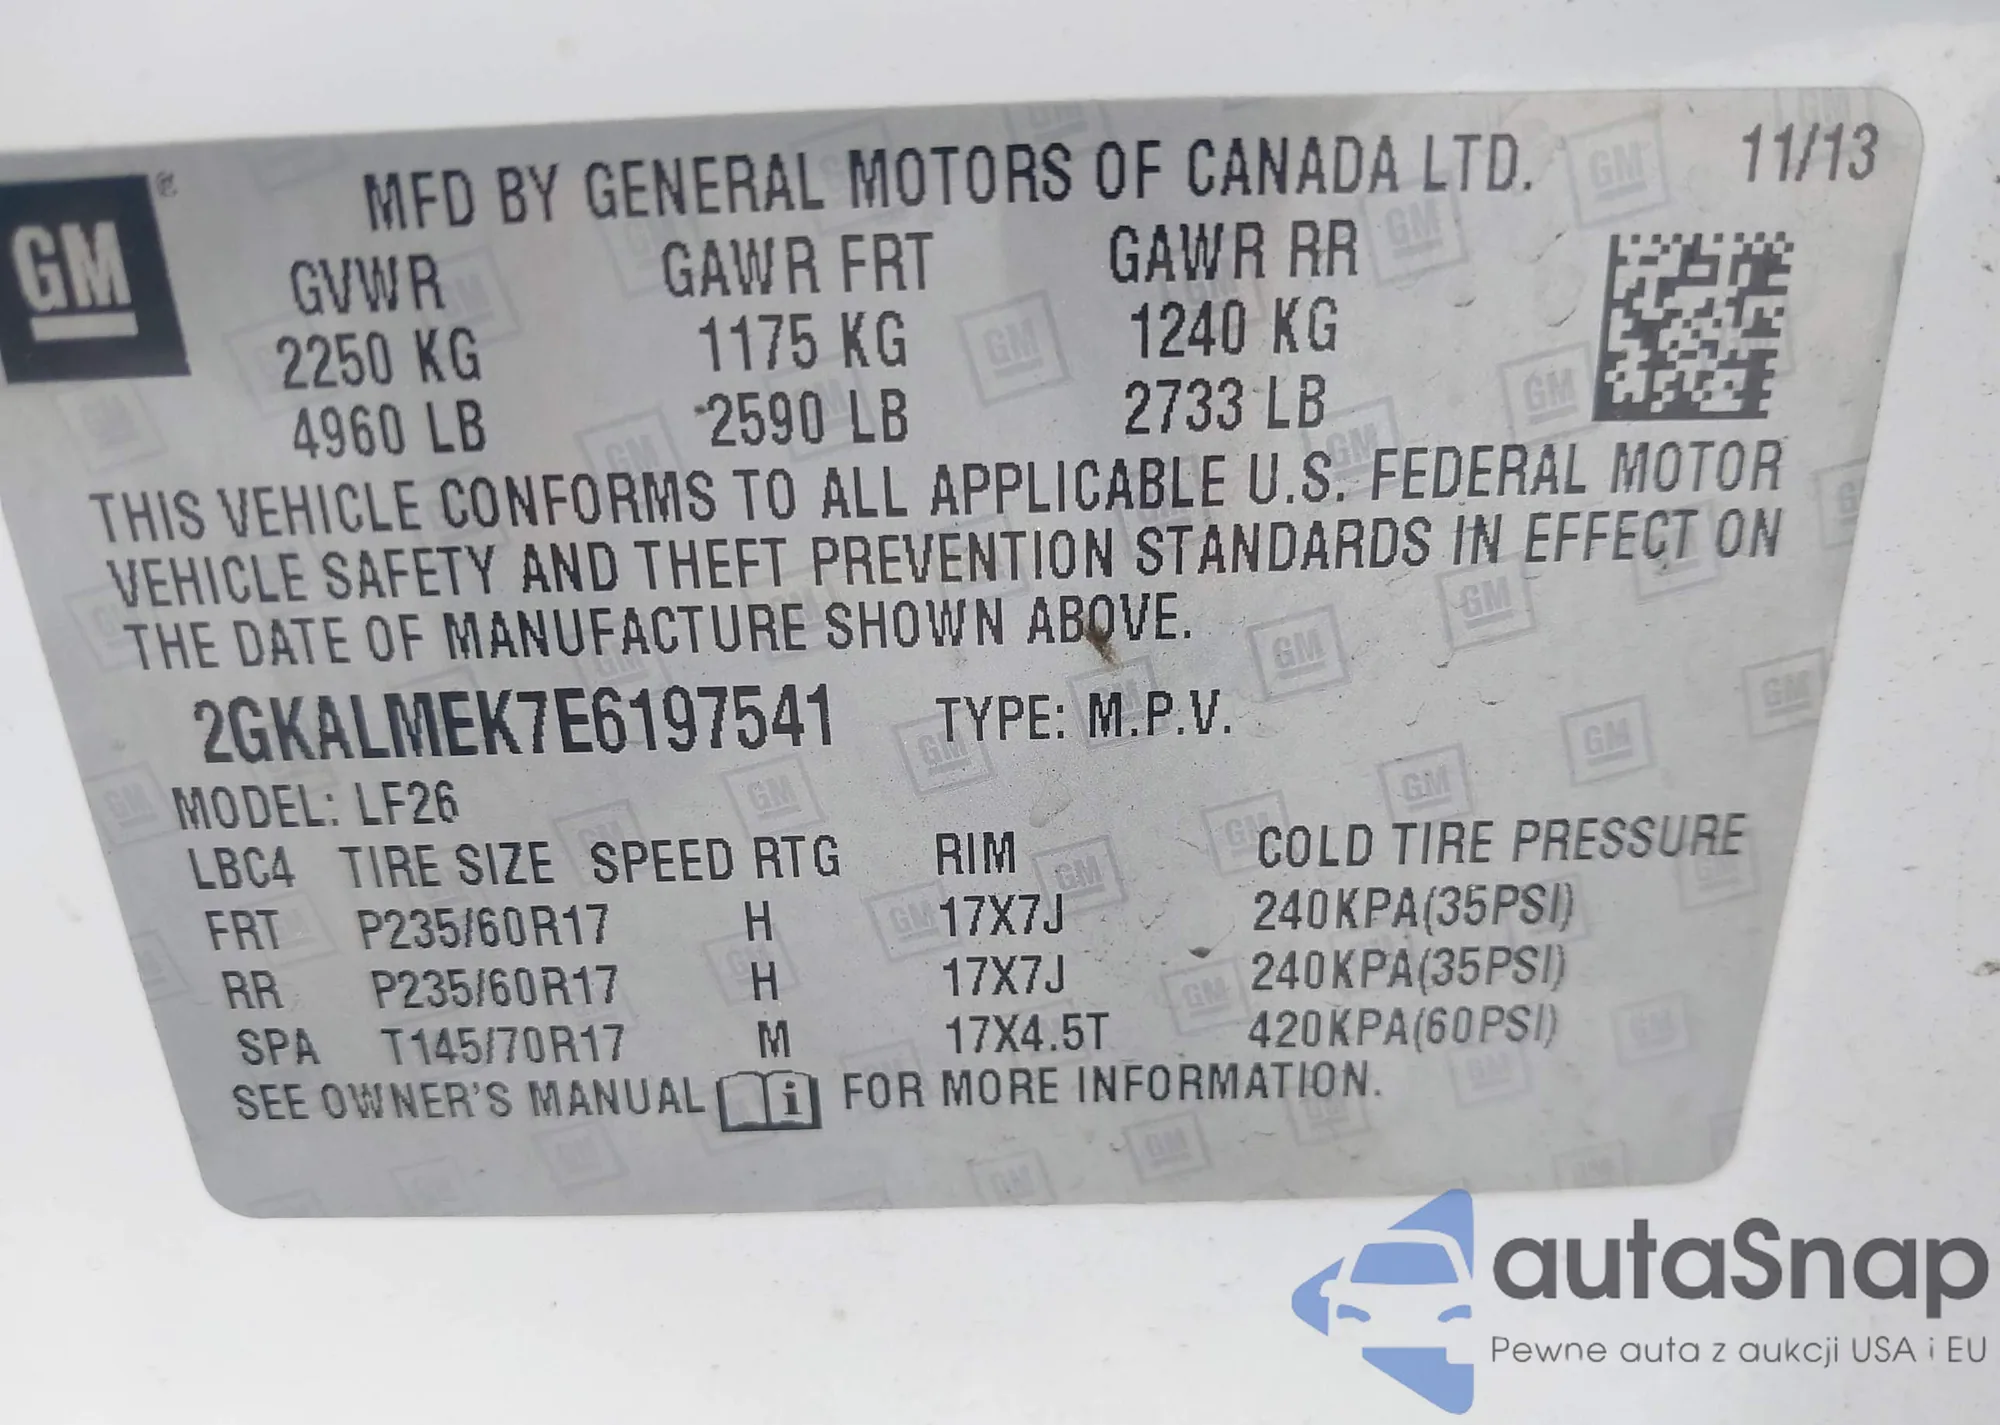 GM ® MFD BY GENERAL MOTORS OF CANADA LTD. 11/13
GVWR GAWR FRT GAWR RR
2250 KG 1175 KG 1240 KG
4960 LB 2590 LB 2733 LB
THIS VEHICLE CONFORMS TO ALL APPLICABLE U.S. FEDERAL MOTOR
VEHICLE SAFETY AND THEFT PREVENTION STANDARDS IN EFFECT ON
THE DATE OF MANUFACTURE SHOWN ABOVE.
2GKALMEK7E6197541 TYPE: M.P.V.
MODEL: LF26
LBC4 TIRE SIZE SPEED RTG RIM COLD TIRE PRESSURE
FRT P235/60R17 H 17X7J 240KPA(35PSI)
RR P235/60R17 H 17X7J 240KPA(35PSI)
SPA T145/70R17 M 17X4.5T 420KPA(60PSI)
SEE OWNER'S MANUAL i FOR MORE INFORMATION.
autaSnap
Pewne auta z aukcji USA i EU